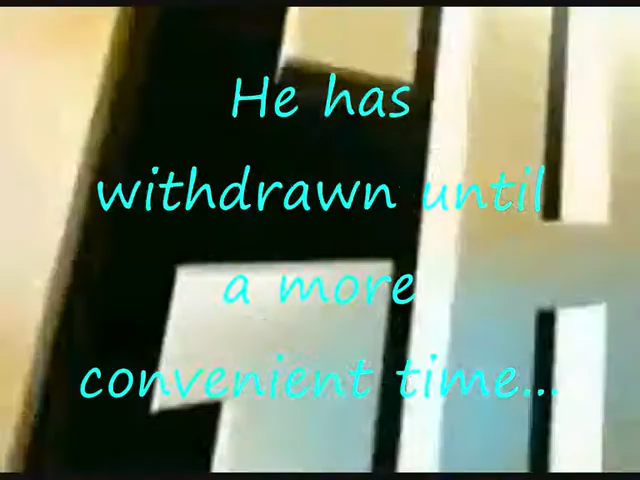 He has
withdrawn until
a more
convenient time...